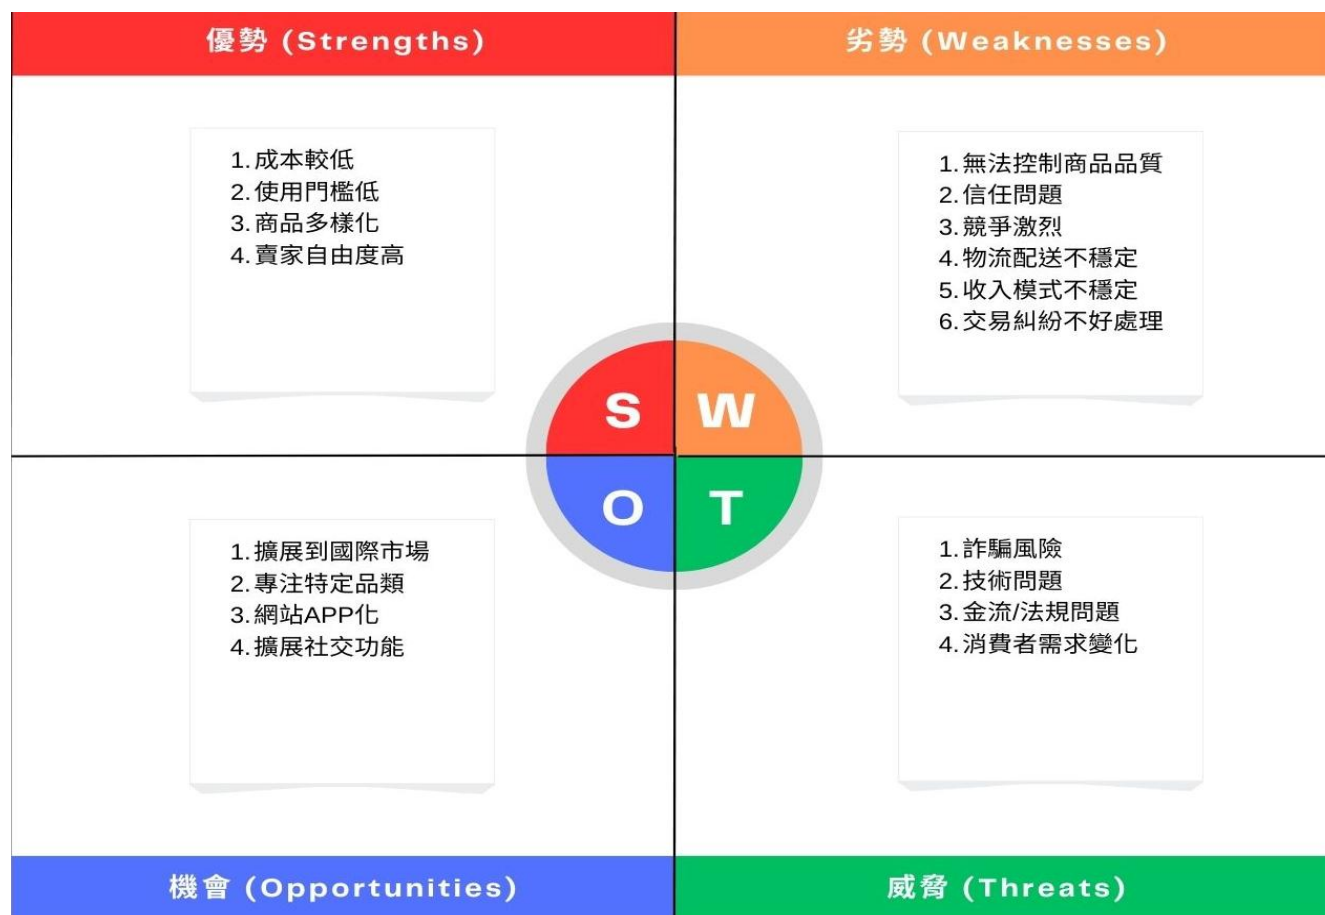 優勢 (Strengths)
劣勢 (Weaknesses)
1. 成本較低
2. 使用門檻低
3. 商品多樣化
4. 賣家自由度高
1. 無法控制商品品質
2. 信任問題
3. 競爭激烈
4. 物流配送不穩定
5. 收入模式不穩定
6. 交易糾紛不好處理
S
W
O
T
1. 擴展到國際市場
2. 專注特定品類
3. 網站APP化
4. 擴展社交功能
1. 詐騙風險
2. 技術問題
3. 金流/法規問題
4. 消費者需求變化
機會 (Opportunities)
威脅 (Threats)